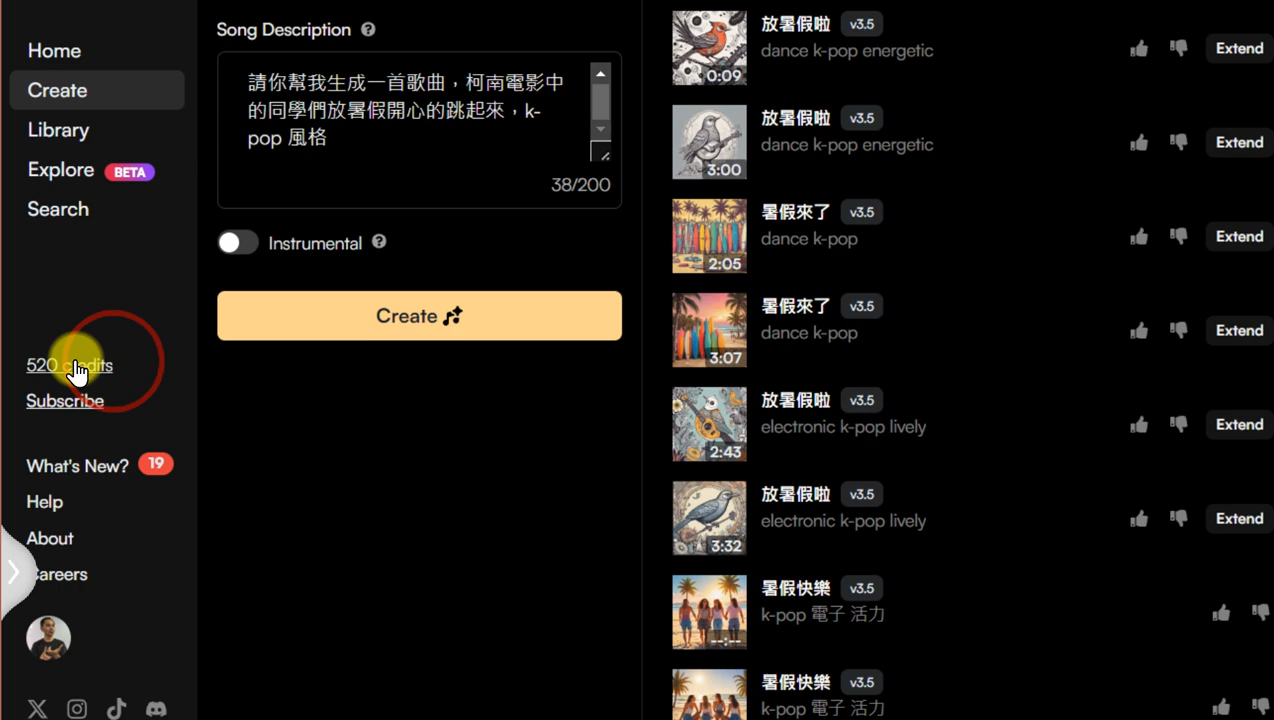 Home
Create
Library
Explore BETA
Search
520 credits
Subscribe
What's New? 19
Help
About
Careers
Song Description ?
請你幫我生成一首歌曲，柯南電影中
的同學們放暑假開心的跳起來，k-
pop 風格
38/200
Instrumental ?
Create
放暑假啦 v3.5
dance k-pop energetic
0:09
Extend
放暑假啦 v3.5
dance k-pop energetic
3:00
Extend
暑假來了 v3.5
dance k-pop
2:05
Extend
暑假來了 v3.5
dance k-pop
3:07
Extend
放暑假啦 v3.5
electronic k-pop lively
2:43
Extend
放暑假啦 v3.5
electronic k-pop lively
3:32
Extend
暑假快樂 v3.5
k-pop 電子 活力
--:--
暑假快樂 v3.5
k-pop 電子 活力